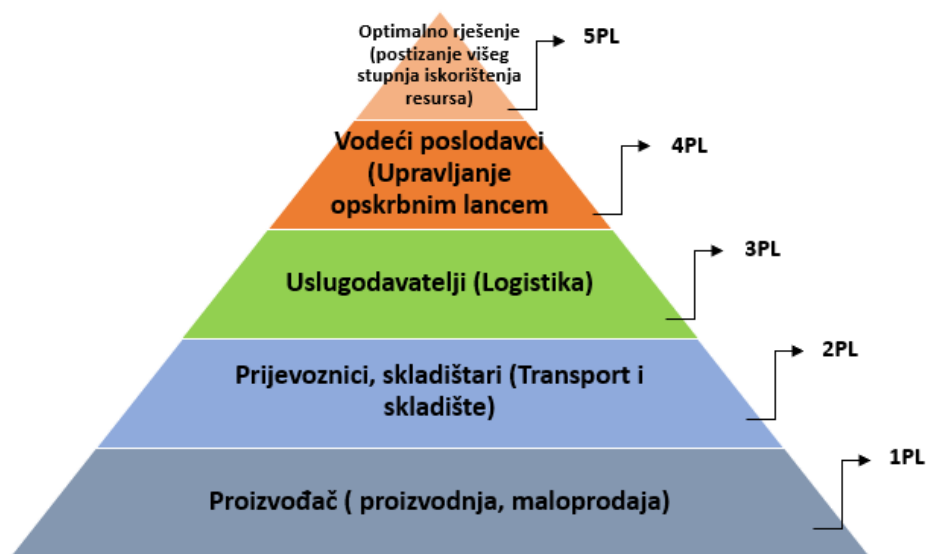 Optimalno rješenje
(postizanje višeg
stupnja iskorištenja
resursa)
5PL
Vodeći poslodavci
(Upravljanje
opskrbnim lancem
4PL
Uslugodavatelji (Logistika)
3PL
Prijevoznici, skladištari (Transport i
skladište)
2PL
Proizvođač ( proizvodnja, maloprodaja)
1PL